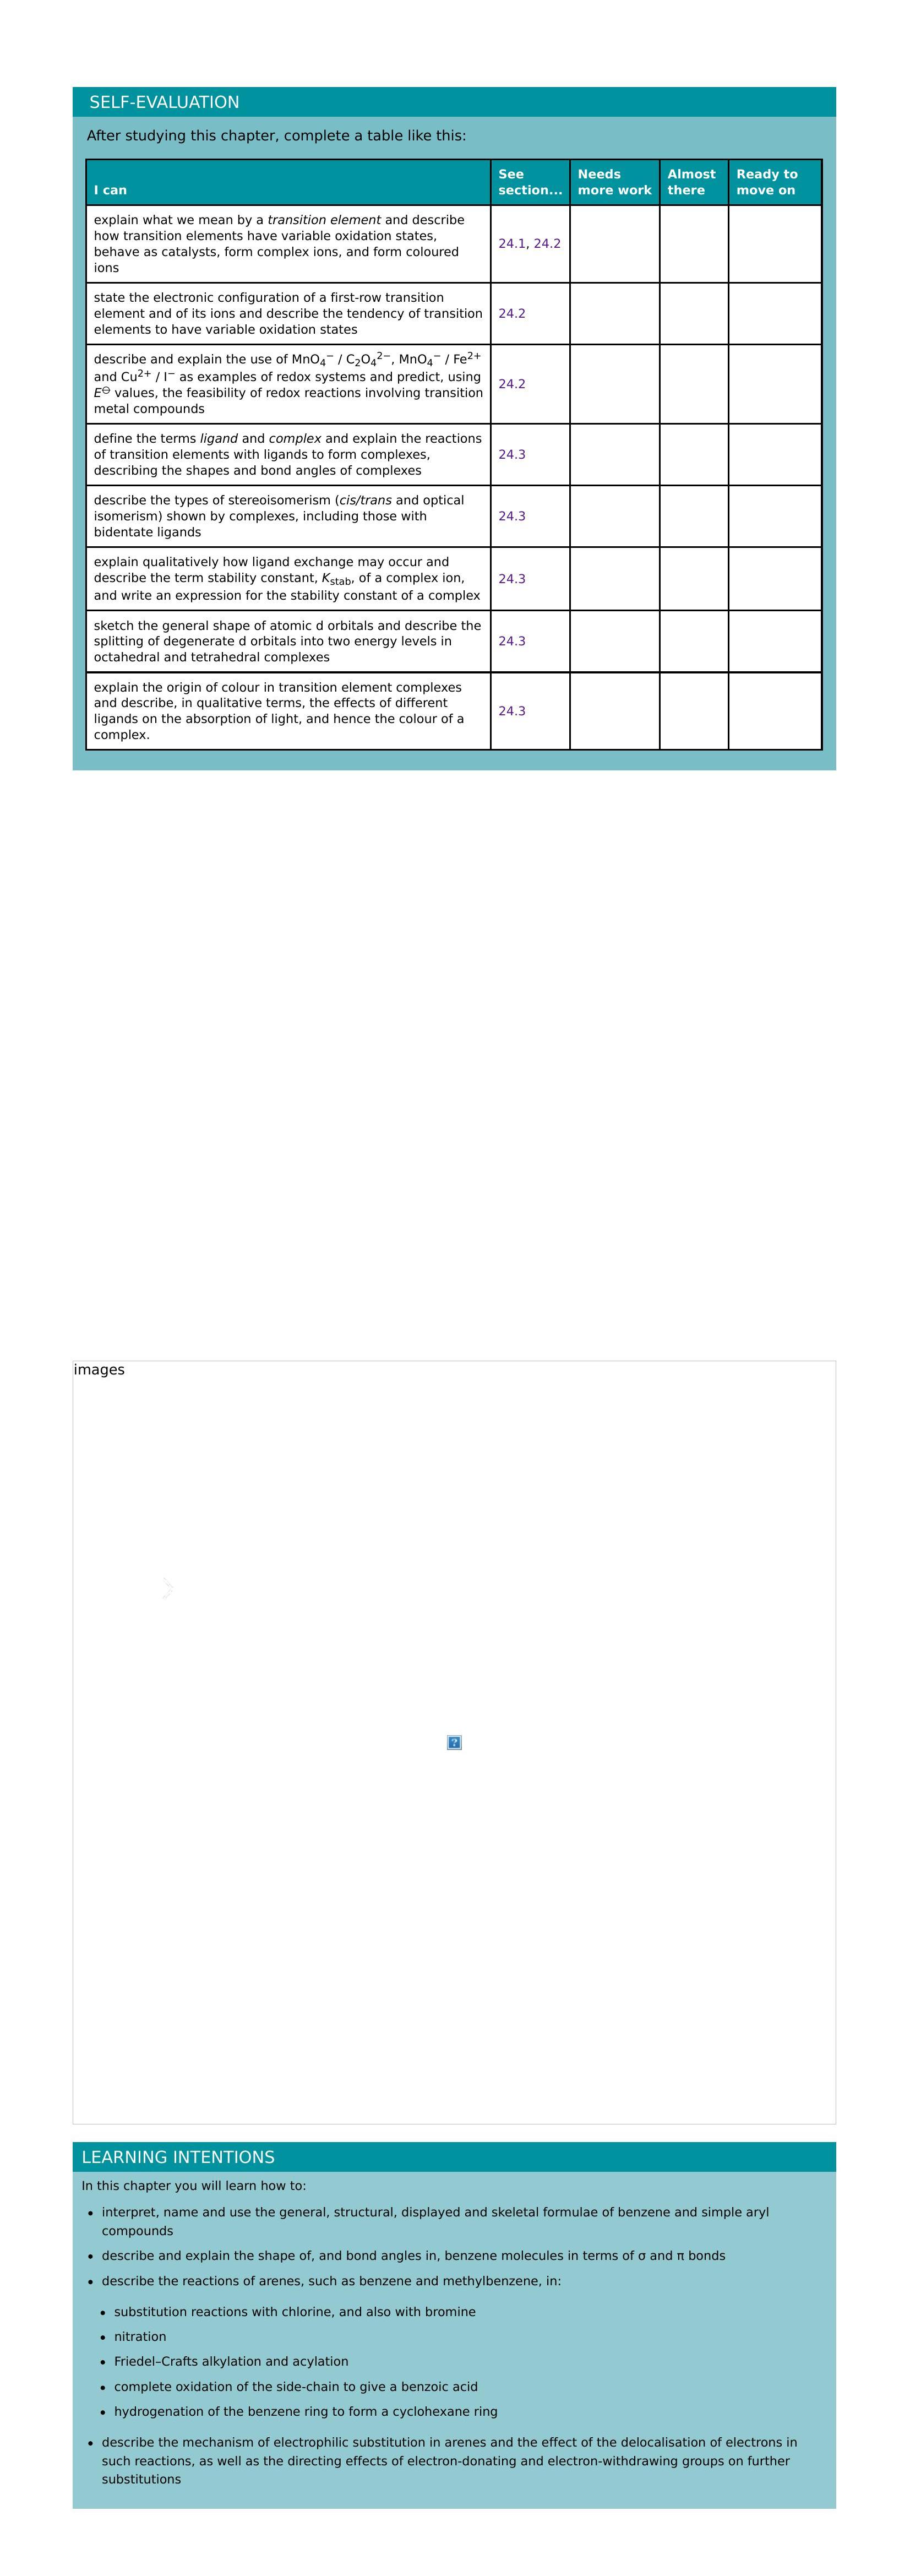 SELF-EVALUATION
After studying this chapter, complete a table like this:
I can
See section...
Needs more work
Almost there
Ready to move on
explain what we mean by a transition element and describe
how transition elements have variable oxidation states,
behave as catalysts, form complex ions, and form coloured
ions
24.1, 24.2
state the electronic configuration of a first-row transition
element and of its ions and describe the tendency of transition
elements to have variable oxidation states
24.2
describe and explain the use of MnO₄⁻ / C₂O₄²⁻, MnO₄⁻ / Fe²⁺
and Cu²⁺ / I⁻ as examples of redox systems and predict, using
E⊖ values, the feasibility of redox reactions involving transition
metal compounds
24.2
define the terms ligand and complex and explain the reactions
of transition elements with ligands to form complexes,
describing the shapes and bond angles of complexes
24.3
describe the types of stereoisomerism (cis/trans and optical
isomerism) shown by complexes, including those with
bidentate ligands
24.3
explain qualitatively how ligand exchange may occur and
describe the term stability constant, Kstab, of a complex ion,
and write an expression for the stability constant of a complex
24.3
sketch the general shape of atomic d orbitals and describe the
splitting of degenerate d orbitals into two energy levels in
octahedral and tetrahedral complexes
24.3
explain the origin of colour in transition element complexes
and describe, in qualitative terms, the effects of different
ligands on the absorption of light, and hence the colour of a
complex.
24.3
images
LEARNING INTENTIONS
In this chapter you will learn how to:
• interpret, name and use the general, structural, displayed and skeletal formulae of benzene and simple aryl
compounds
• describe and explain the shape of, and bond angles in, benzene molecules in terms of σ and π bonds
• describe the reactions of arenes, such as benzene and methylbenzene, in:
• substitution reactions with chlorine, and also with bromine
• nitration
• Friedel–Crafts alkylation and acylation
• complete oxidation of the side-chain to give a benzoic acid
• hydrogenation of the benzene ring to form a cyclohexane ring
• describe the mechanism of electrophilic substitution in arenes and the effect of the delocalisation of electrons in
such reactions, as well as the directing effects of electron-donating and electron-withdrawing groups on further
substitutions